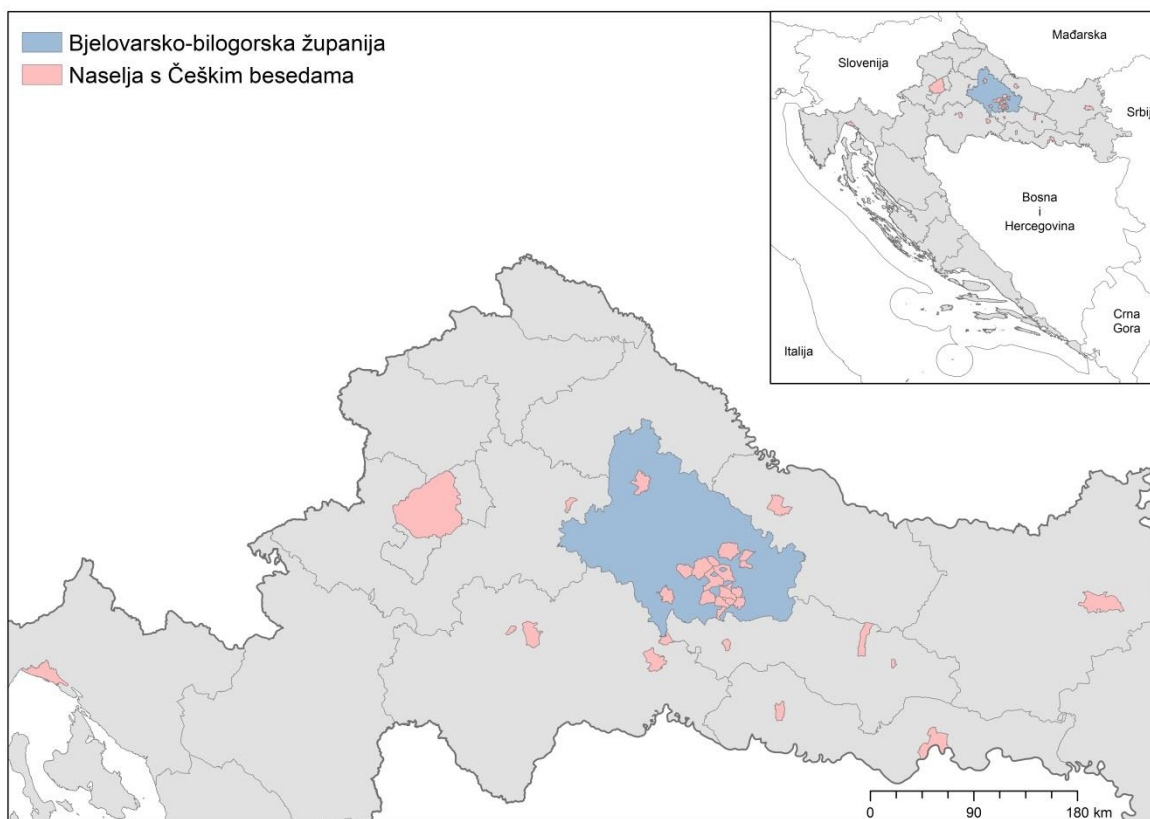 Bjelovarsko-bilogorska županija
Naselja s Češkim besedama
Mađarska
Slovenija
Srbij
Bosna
i
Hercegovina
Crna
Gora
Italija
0 90 180 km